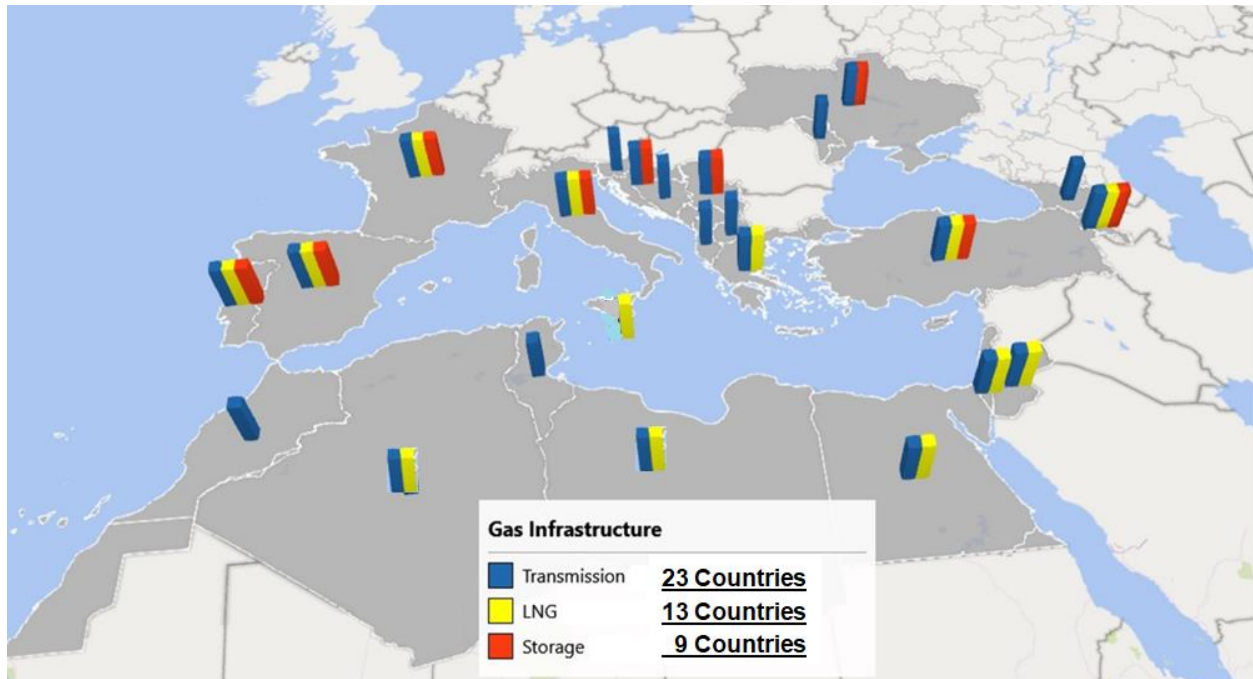 Gas Infrastructure
Transmission 23 Countries
LNG 13 Countries
Storage 9 Countries